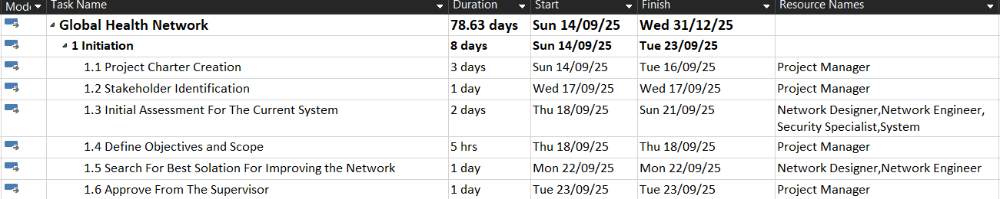 Mode Task Name Duration Start Finish Resource Names
Global Health Network 78.63 days Sun 14/09/25 Wed 31/12/25
1 Initiation 8 days Sun 14/09/25 Tue 23/09/25
1.1 Project Charter Creation 3 days Sun 14/09/25 Tue 16/09/25 Project Manager
1.2 Stakeholder Identification 1 day Wed 17/09/25 Wed 17/09/25 Project Manager
1.3 Initial Assessment For The Current System 2 days Thu 18/09/25 Sun 21/09/25 Network Designer,Network Engineer,
Security Specialist,System
1.4 Define Objectives and Scope 5 hrs Thu 18/09/25 Thu 18/09/25 Project Manager
1.5 Search For Best Solation For Improving the Network 1 day Mon 22/09/25 Mon 22/09/25 Network Designer,Network Engineer
1.6 Approve From The Supervisor 1 day Tue 23/09/25 Tue 23/09/25 Project Manager